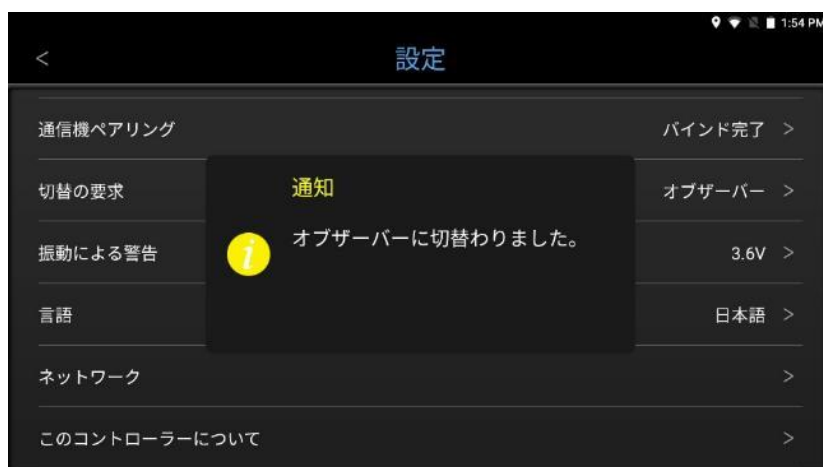 1:54 PM
< 設定
通信機ペアリング バインド完了 >
切替の要求 オブザーバー >
通知
オブザーバーに切替わりました。
i
振動による警告 3.6V >
言語 日本語 >
ネットワーク >
このコントローラーについて >